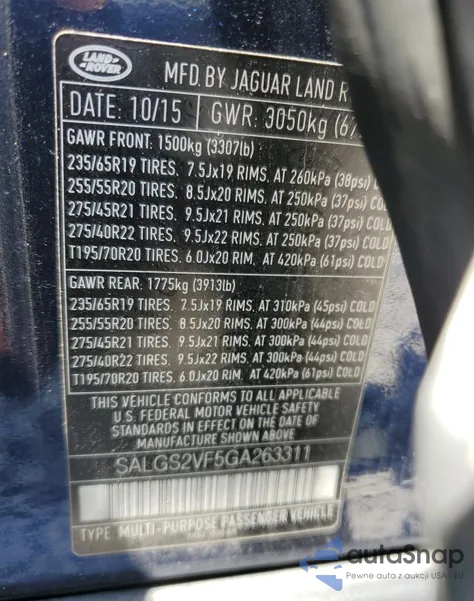 LAND
ROVER
MFD. BY JAGUAR LAND R
DATE: 10/15 GWR: 3050kg (67
GAWR FRONT: 1500kg (3307lb)
235/65R19 TIRES. 7.5Jx19 RIMS, AT 260kPa (38psi)
255/55R20 TIRES. 8.5Jx20 RIMS, AT 250kPa (37psi) CO
275/45R21 TIRES. 9.5Jx21 RIMS, AT 250kPa (37psi) CO
275/40R22 TIRES. 9.5Jx22 RIMS, AT 250kPa (37psi) CO
T195/70R20 TIRES. 6.0Jx20 RIM, AT 420kPa (61psi) COL
GAWR REAR: 1775kg (3913lb)
235/65R19 TIRES. 7.5Jx19 RIMS, AT 310kPa (45psi) COLD
255/55R20 TIRES. 8.5Jx20 RIMS, AT 300kPa (44psi) COLD
275/45R21 TIRES. 9.5Jx21 RIMS, AT 300kPa (44psi) COLD
275/40R22 TIRES. 9.5Jx22 RIMS, AT 300kPa (44psi) COLD
T195/70R20 TIRES. 6.0Jx20 RIM, AT 420kPa (61psi) COLD
THIS VEHICLE CONFORMS TO ALL APPLICABLE
U.S. FEDERAL MOTOR VEHICLE SAFETY
STANDARDS IN EFFECT ON THE DATE OF
MANUFACTURE SHOWN ABOVE
SALGS2VF5GA263311
TYPE: MULTI-PURPOSE PASSENGER VEHICLE
autoSnap
Pewne auta z aukcji USA i EU